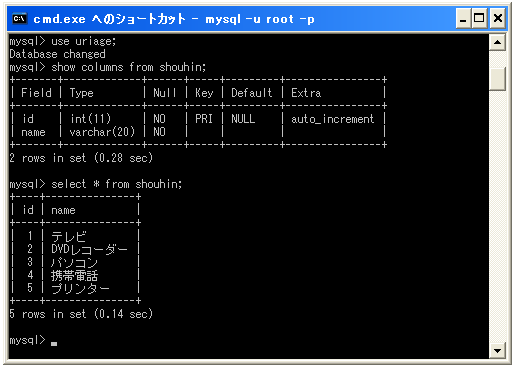 cmd.exe へのショートカット - mysql -u root -p
mysql> use uriage;
Database changed
mysql> show columns from shouhin;
+-------+-------------+------+-----+---------+----------------+
| Field | Type        | Null | Key | Default | Extra          |
+-------+-------------+------+-----+---------+----------------+
| id    | int(11)     | NO   | PRI | NULL    | auto_increment |
| name  | varchar(20) | NO   |     |         |                |
+-------+-------------+------+-----+---------+----------------+
2 rows in set (0.28 sec)
mysql> select * from shouhin;
+----+---------------+
| id | name          |
+----+---------------+
|  1 | テレビ        |
|  2 | DVDレコーダー |
|  3 | パソコン      |
|  4 | 携帯電話      |
|  5 | プリンター    |
+----+---------------+
5 rows in set (0.14 sec)
mysql> _